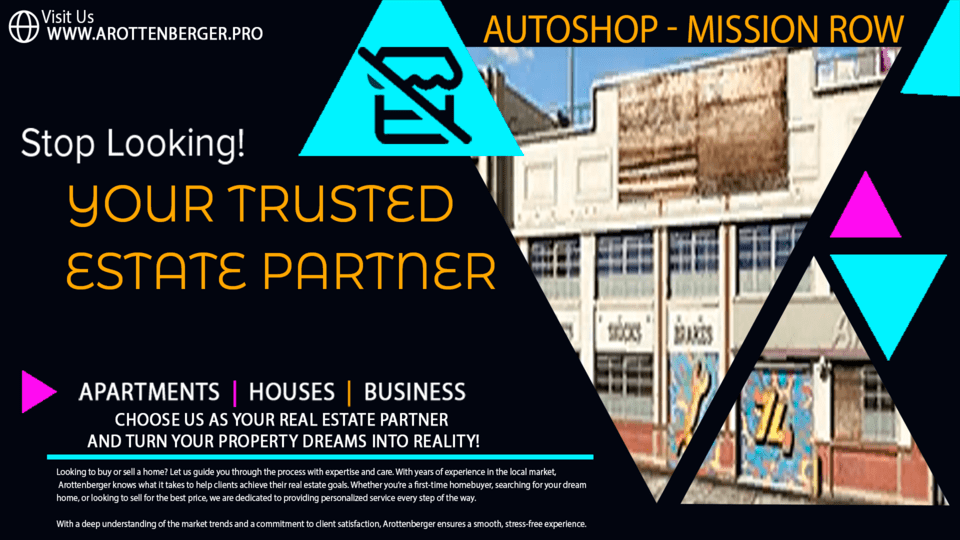 Visit Us
WWW.AROTTENBERGER.PRO
AUTOSHOP - MISSION ROW
Stop Looking!
YOUR TRUSTED
ESTATE PARTNER
SHOCKS
BRAKES
APARTMENTS | HOUSES | BUSINESS
CHOOSE US AS YOUR REAL ESTATE PARTNER
AND TURN YOUR PROPERTY DREAMS INTO REALITY!
Looking to buy or sell a home? Let us guide you through the process with expertise and care. With years of experience in the local market,
Arottenberger knows what it takes to help clients achieve their real estate goals. Whether you're a first-time homebuyer, searching for your dream
home, or looking to sell for the best price, we are dedicated to providing personalized service every step of the way.
With a deep understanding of the market trends and a commitment to client satisfaction, Arottenberger ensures a smooth, stress-free experience.